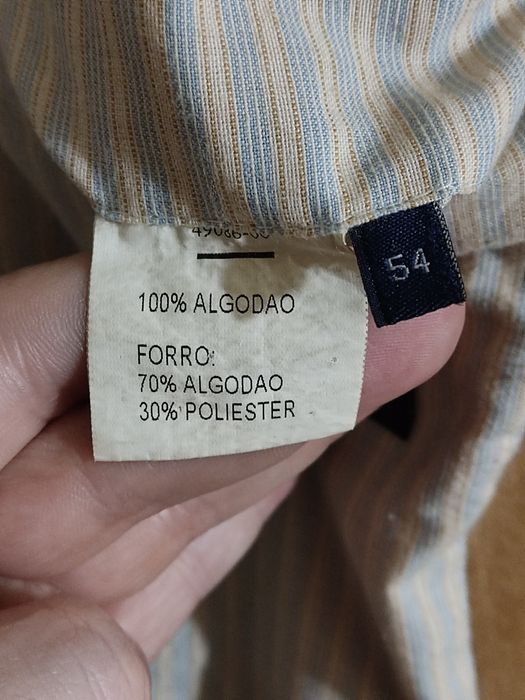 100% ALGODAO
FORRO:
70% ALGODAO
30% POLIESTER
54